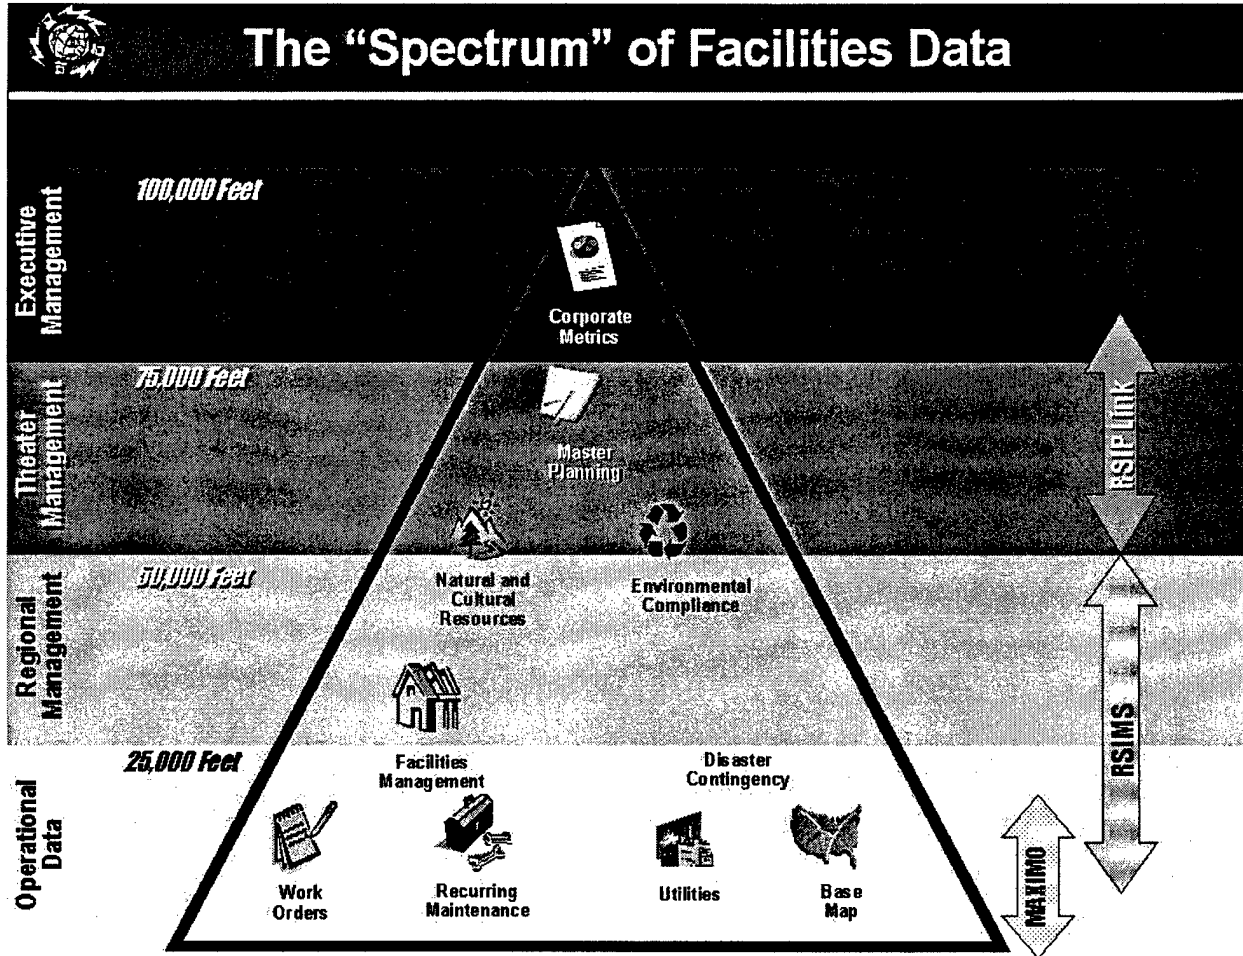 The “Spectrum” of Facilities Data
Executive
Management
100,000 Feet
Corporate
Metrics
Theater
Management
75,000 Feet
Master
Planning
RSIPLink
Regional
Management
50,000 Feet
Natural and
Cultural
Resources
Environmental
Compliance
RSIMS
Operational
Data
25,000 Feet
Facilities
Management
Disaster
Contingency
Work
Orders
Recurring
Maintenance
Utilities
Base
Map
MAXIMO